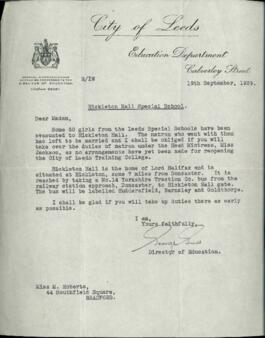 City of Leeds
Education Department
Calverley Street
R/IW
19th September, 1939.
Hickleton Hall Special School.
Dear Madam,
Some 80 girls from the Leeds Special Schools have been
evacuated to Hickleton Hall. The matron who went with them
has left to be married and I shall be obliged if you will
take over the duties of matron under the Head Mistress, Miss
Jackson, as no arrangements have yet been made for reopening
the City of Leeds Training College.
Hickleton Hall is the home of Lord Halifax and is
situated at Hickleton, some 7 miles from Doncaster. It
is reached by taking a No.14 Yorkshire Traction Co. bus from the
railway station approach, Doncaster, to Hickleton Hall gate.
The bus will be labelled Huddersfield, Barnsley and Goldthorpe.
I shall be glad if you will take up duties there as early
as possible.
I am,
Yours faithfully,
Director of Education.
Miss M. Roberts,
44 Southfield Square,
BRADFORD.